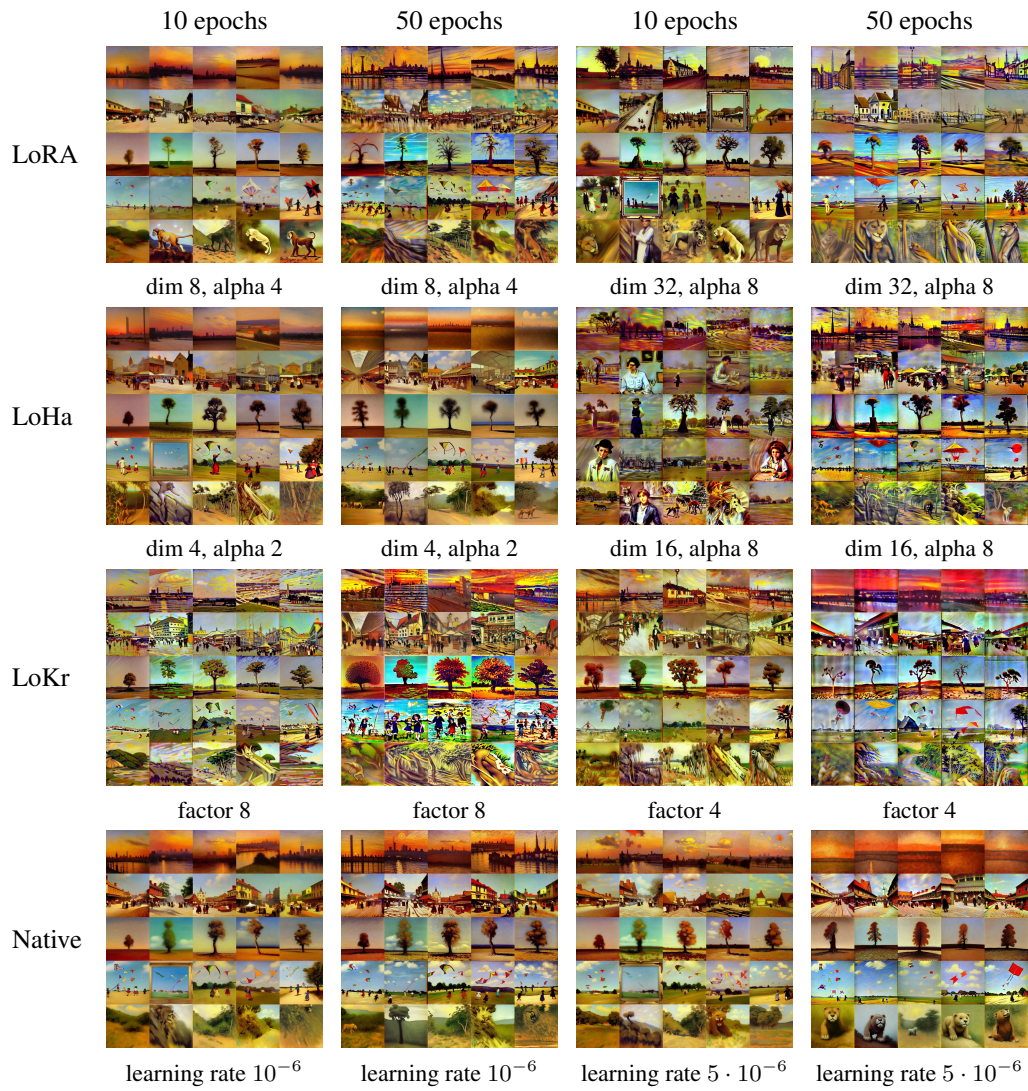 10 epochs 50 epochs 10 epochs 50 epochs
LoRA
dim 8, alpha 4 dim 8, alpha 4 dim 32, alpha 8 dim 32, alpha 8
LoHa
dim 4, alpha 2 dim 4, alpha 2 dim 16, alpha 8 dim 16, alpha 8
LoKr
factor 8 factor 8 factor 4 factor 4
Native
learning rate 10⁻⁶ learning rate 10⁻⁶ learning rate 5 · 10⁻⁶ learning rate 5 · 10⁻⁶